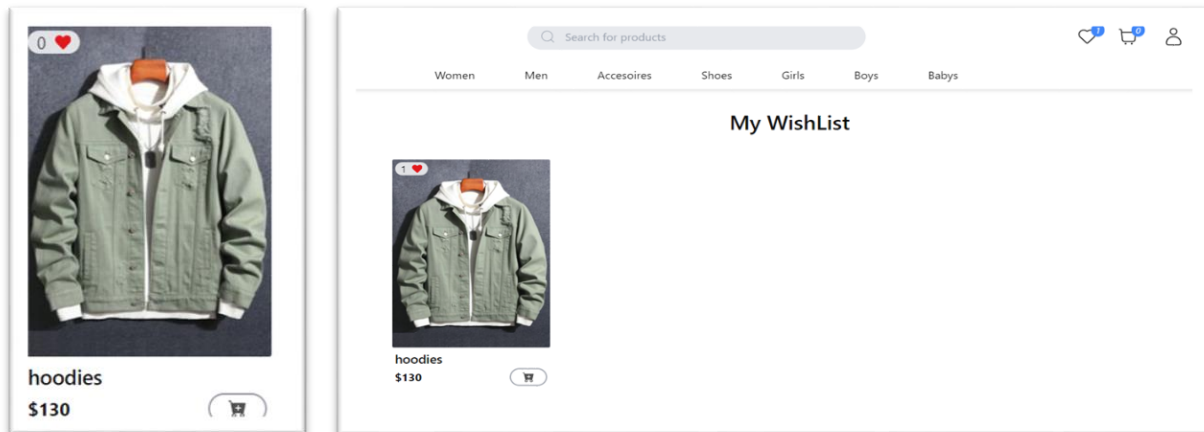 0
hoodies
$130
Search for products
1
0
Women Men Accesoires Shoes Girls Boys Babys
My WishList
1
hoodies
$130